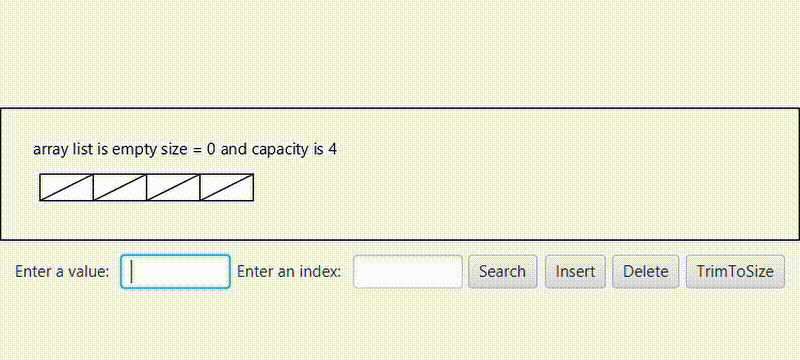 array list is empty size = 0 and capacity is 4
Enter a value: Enter an index: Search Insert Delete TrimToSize